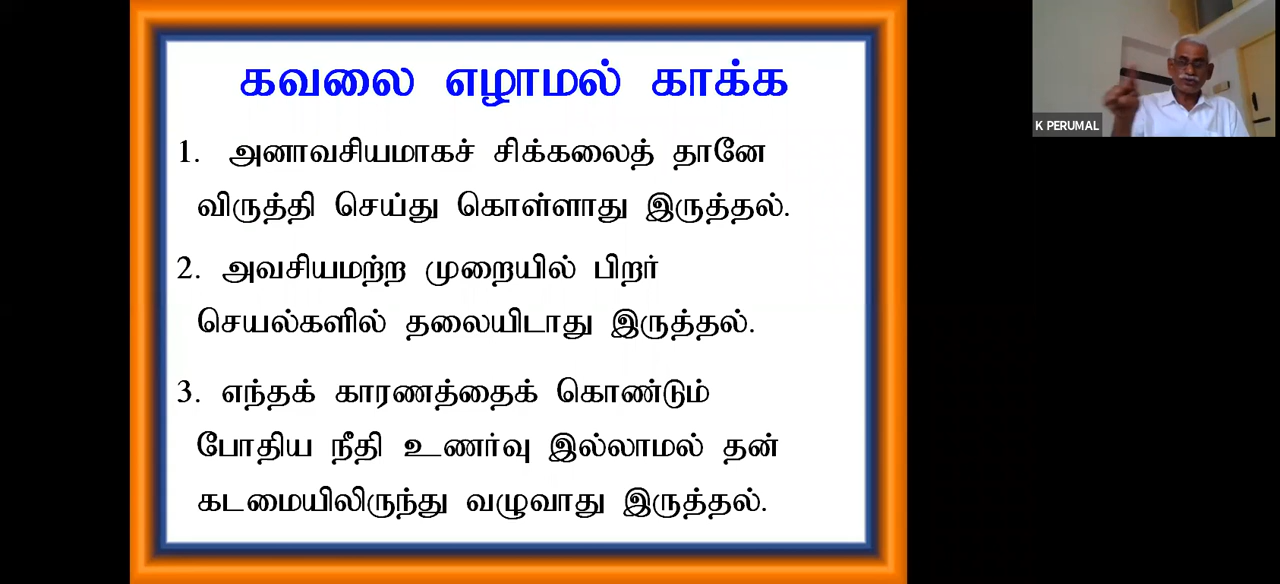 கவலை எழாமல் காக்க
1. அனாவசியமாகச் சிக்கலைத் தானே
விருத்தி செய்து கொள்ளாது இருத்தல்.
2. அவசியமற்ற முறையில் பிறர்
செயல்களில் தலையிடாது இருத்தல்.
3. எந்தக் காரணத்தைக் கொண்டும்
போதிய நீதி உணர்வு இல்லாமல் தன்
கடமையிலிருந்து வழுவாது இருத்தல்.
K PERUMAL